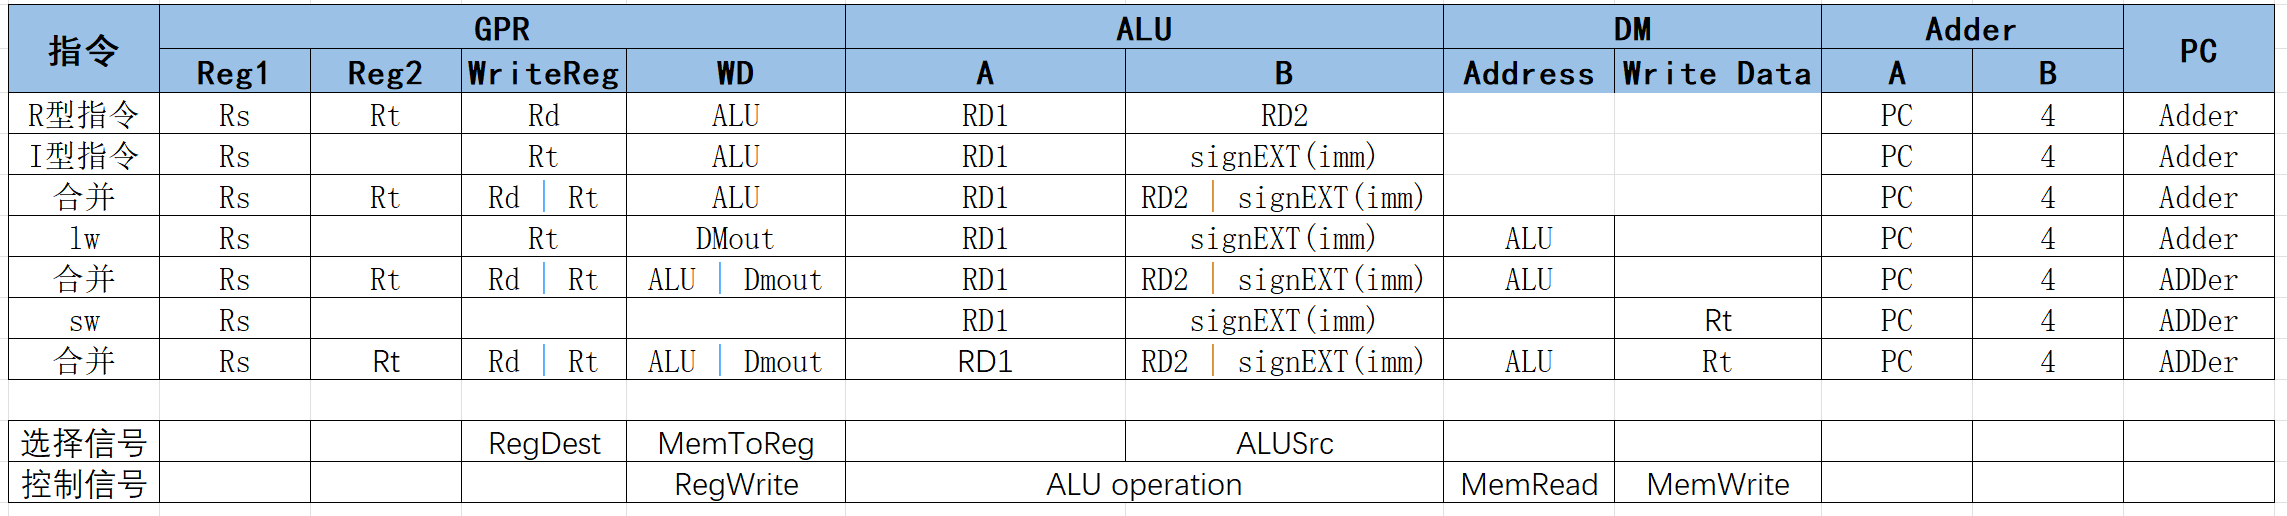 指令 GPR ALU DM Adder PC
Reg1 Reg2 WriteReg WD A B Address Write Data A B
R型指令 Rs Rt Rd ALU RD1 RD2 PC 4 Adder
I型指令 Rs Rt ALU RD1 signEXT(imm) PC 4 Adder
合并 Rs Rt Rd | Rt ALU RD1 RD2 | signEXT(imm) PC 4 Adder
lw Rs Rt DMout RD1 signEXT(imm) ALU PC 4 Adder
合并 Rs Rt Rd | Rt ALU | Dmout RD1 RD2 | signEXT(imm) ALU PC 4 ADDer
sw Rs RD1 signEXT(imm) Rt PC 4 ADDer
合并 Rs Rt Rd | Rt ALU | Dmout RD1 RD2 | signEXT(imm) ALU Rt PC 4 ADDer
选择信号 RegDest MemToReg ALUSrc
控制信号 RegWrite ALU operation MemRead MemWrite